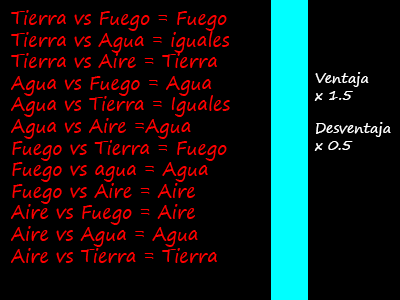 Tierra vs Fuego = Fuego
Tierra vs Agua = iguales
Tierra vs Aire = Tierra
Agua vs Fuego = Agua
Agua vs Tierra = Iguales
Agua vs Aire =Agua
Fuego vs Tierra = Fuego
Fuego vs agua = Agua
Fuego vs Aire = Aire
Aire vs Fuego = Aire
Aire vs Agua = Agua
Aire vs Tierra = Tierra
Ventaja
x 1.5
Desventaja
x 0.5